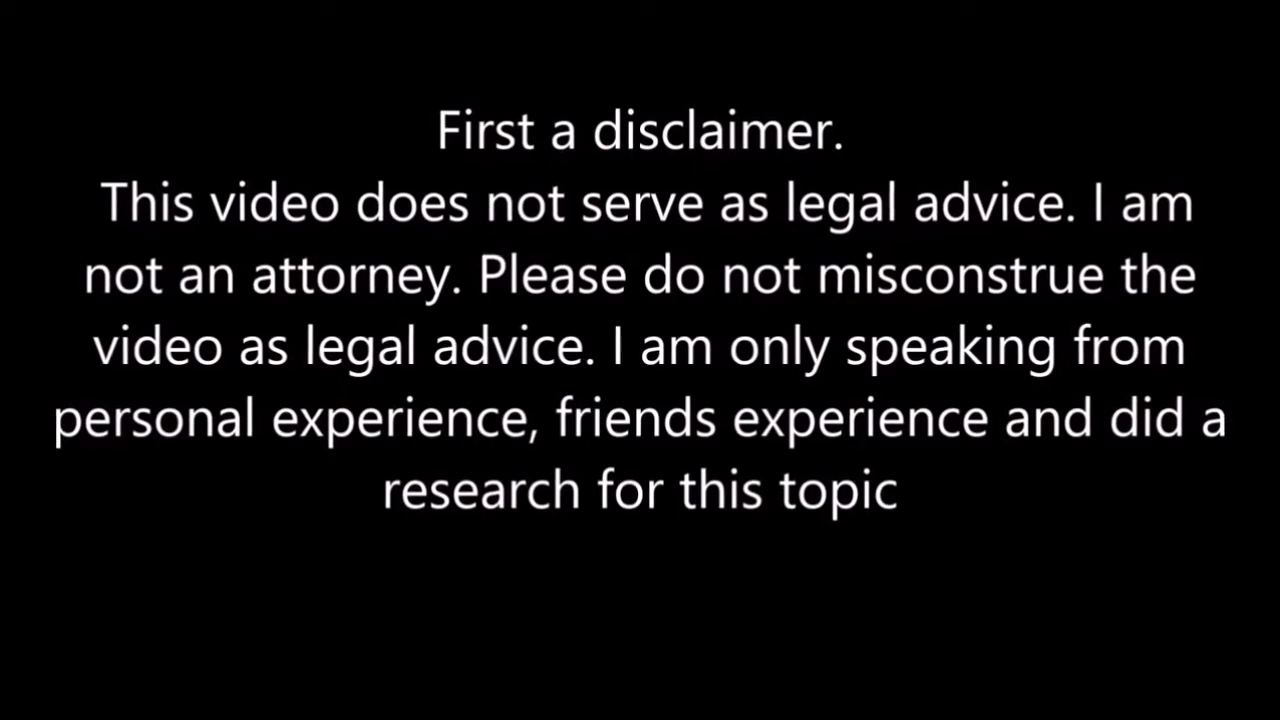 First a disclaimer.
This video does not serve as legal advice. I am
not an attorney. Please do not misconstrue the
video as legal advice. I am only speaking from
personal experience, friends experience and did a
research for this topic